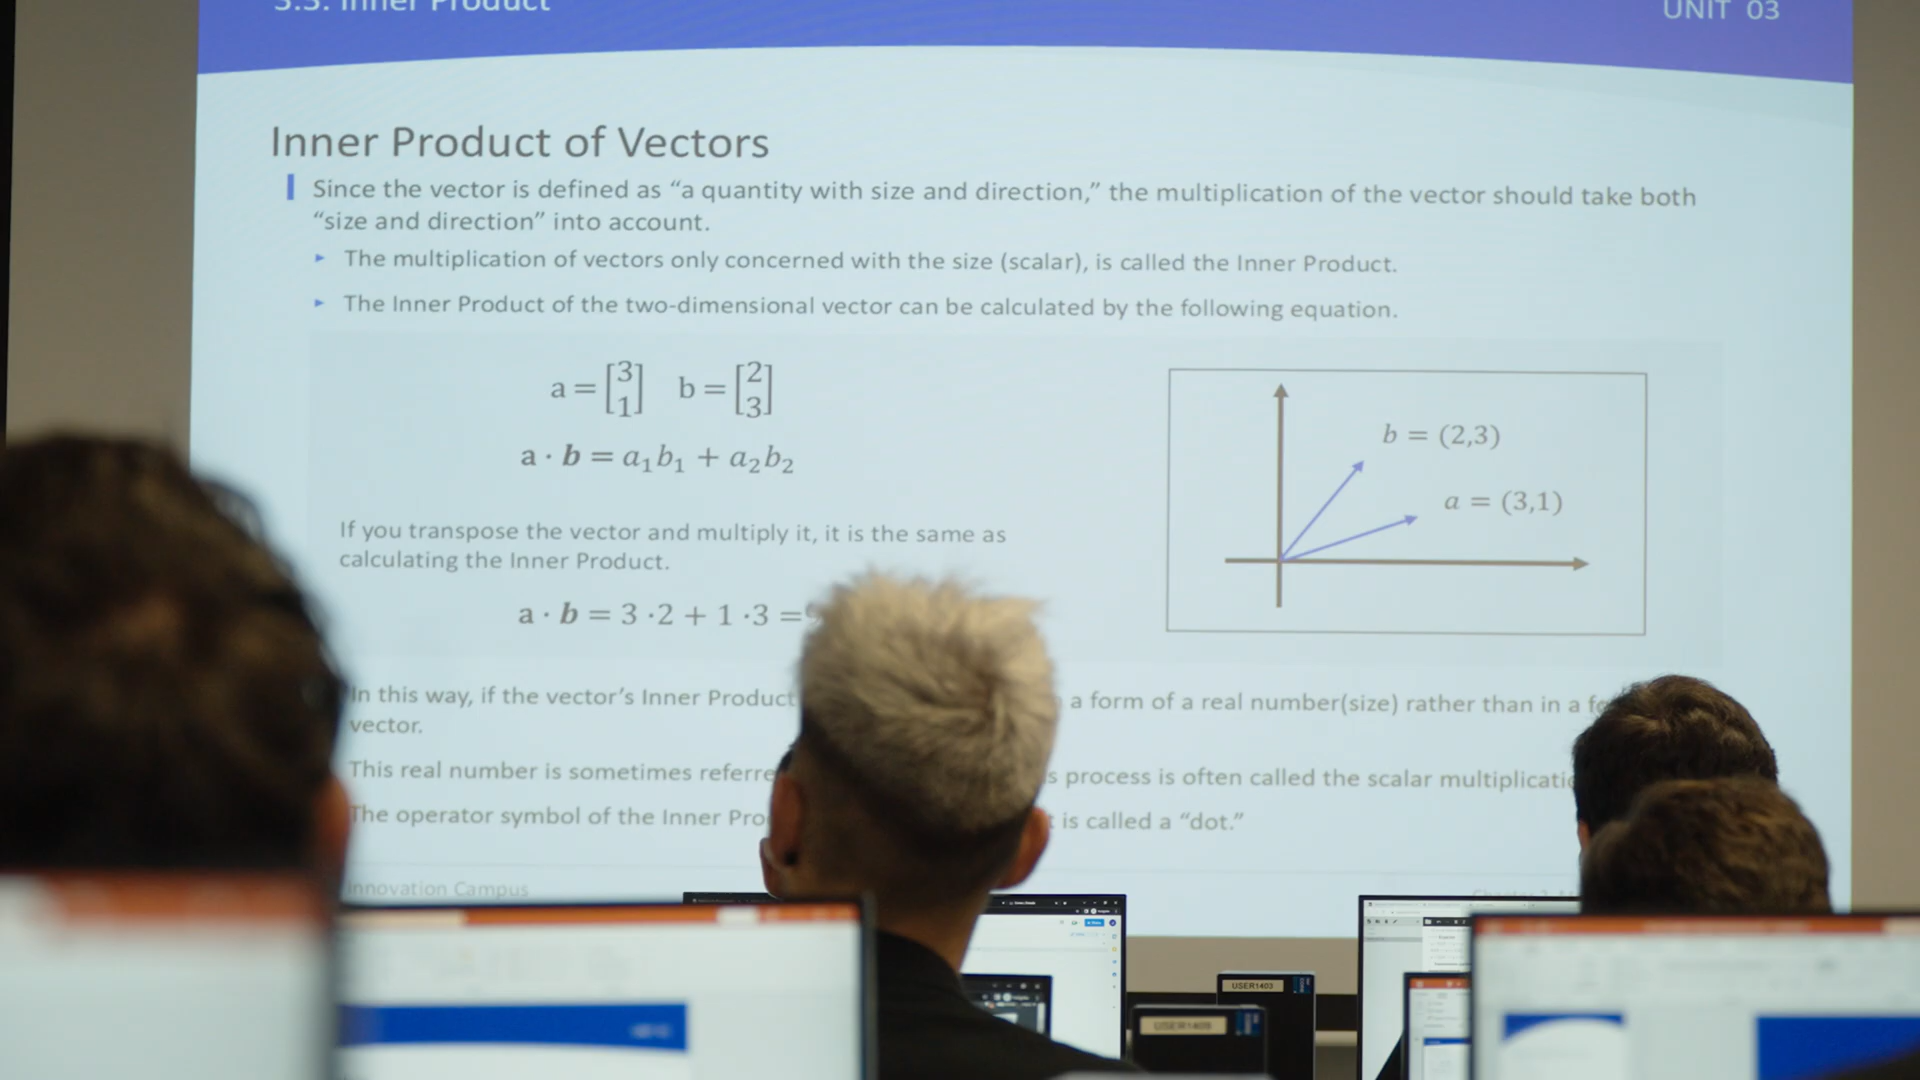 3.3. Inner Product
UNIT 03
Inner Product of Vectors
Since the vector is defined as “a quantity with size and direction,” the multiplication of the vector should take both
“size and direction” into account.
▸ The multiplication of vectors only concerned with the size (scalar), is called the Inner Product.
▸ The Inner Product of the two-dimensional vector can be calculated by the following equation.
a = [3 1] b = [2 3]
a · b = a₁b₁ + a₂b₂
b = (2,3)
a = (3,1)
If you transpose the vector and multiply it, it is the same as
calculating the Inner Product.
a · b = 3 ·2 + 1 ·3 =
In this way, if the vector’s Inner Product a form of a real number(size) rather than in a
vector.
This real number is sometimes process is often called the scalar
The operator symbol of the Inner is called a “dot.”
Innovation Campus
USER1403
USER1409